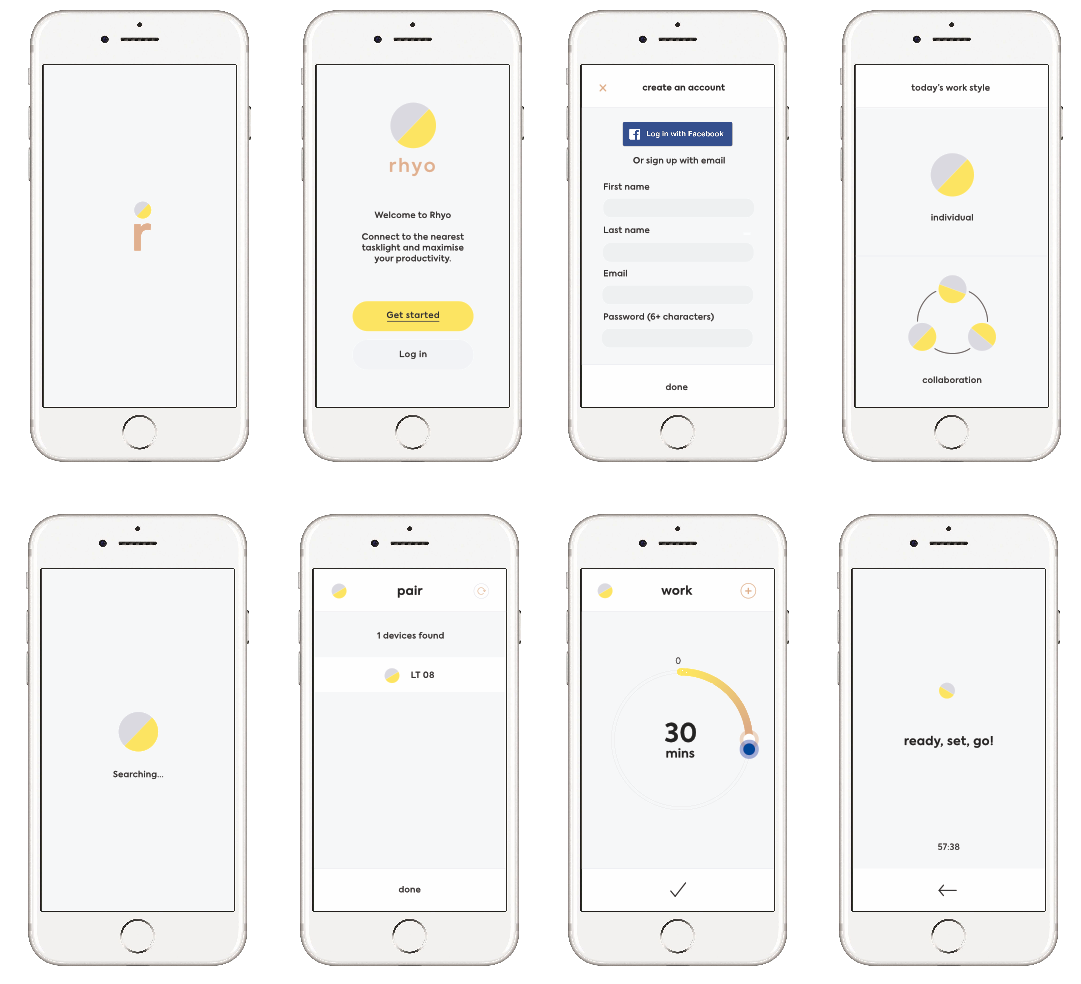 r
rhyo
Welcome to Rhyo
Connect to the nearest
tasklight and maximise
your productivity.
Get started
Log in
create an account
Log in with Facebook
Or sign up with email
First name
Last name
Email
Password (6+ characters)
done
today's work style
individual
collaboration
Searching...
pair
1 devices found
LT 08
done
work
0
30
mins
ready, set, go!
57:38